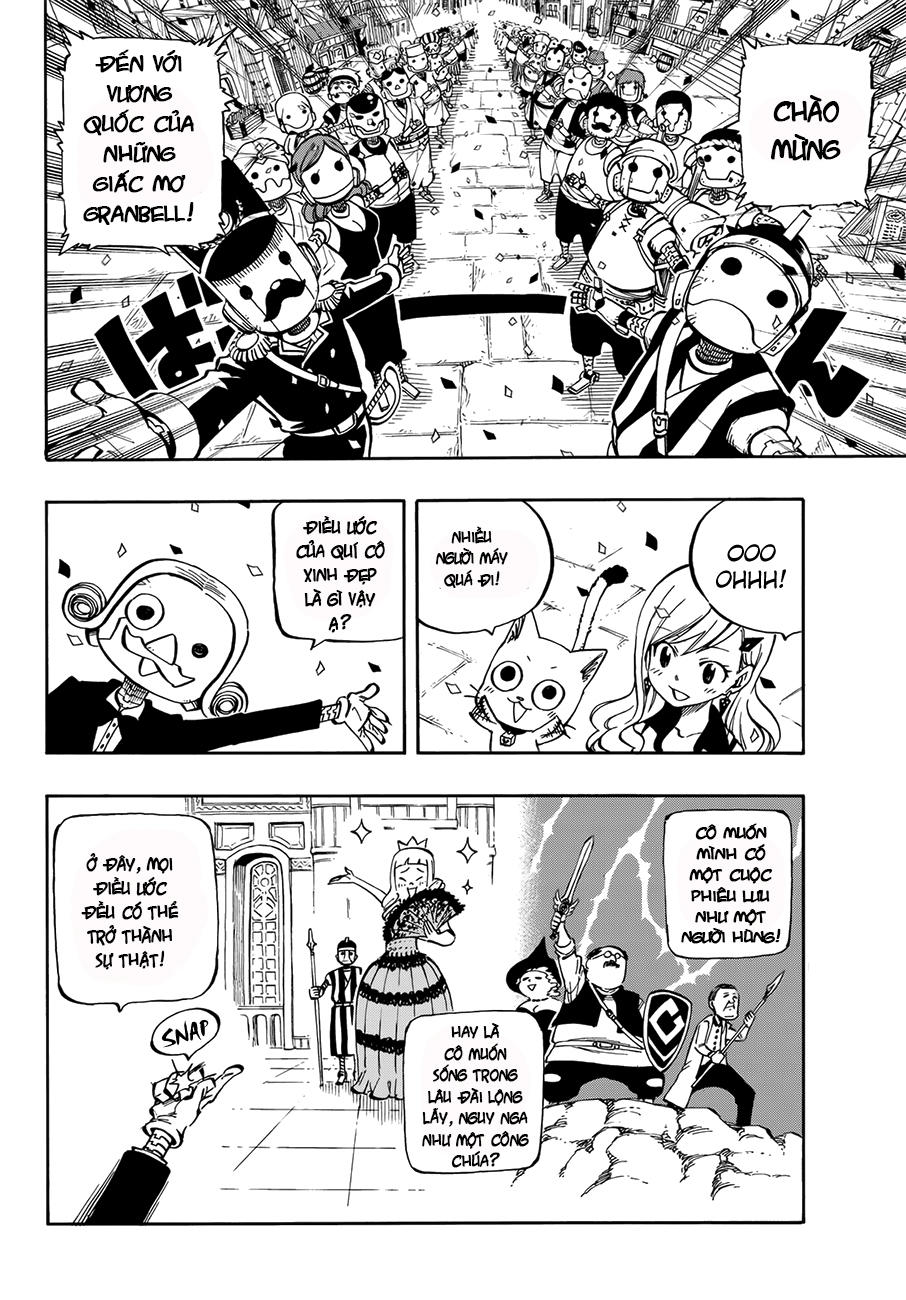 CHÀO
MỪNG
ĐẾN VỚI
VƯƠNG
QUỐC CỦA
NHỮNG
GIẤC MƠ
GRANBELL!
ばーん
OOO
OHHH!
NHIỀU
NGƯỜI MÁY
QUÁ ĐI!
ĐIỀU ƯỚC
CỦA QUÍ CÔ
XINH ĐẸP
LÀ GÌ VẬY
Ạ?
CÔ MUỐN
MÌNH CÓ
MỘT CUỘC
PHIÊU LƯU
NHƯ MỘT
NGƯỜI HÙNG!
HAY LÀ
CÔ MUỐN
SỐNG TRONG
LÂU ĐÀI LỘNG
LẪY, NGUY NGA
NHƯ MỘT CÔNG
CHÚA?
Ở ĐÂY, MỌI
ĐIỀU ƯỚC
ĐỀU CÓ THỂ
TRỞ THÀNH
SỰ THẬT!
SNAP